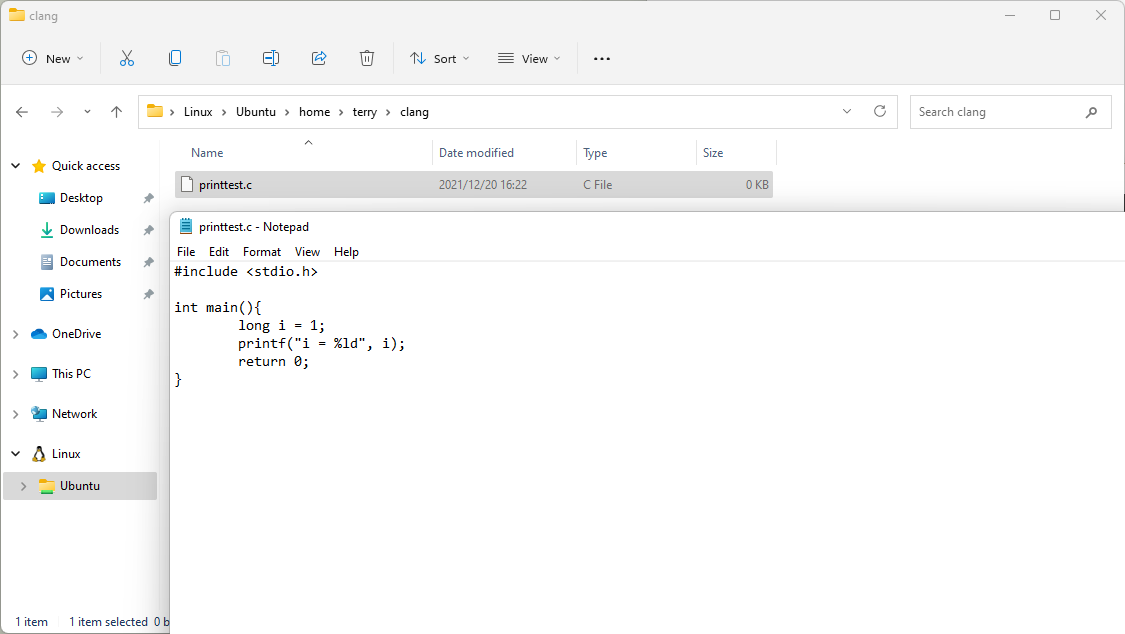 clang
New Sort View
Linux Ubuntu home terry clang Search clang
Name Date modified Type Size
Quick access
printtest.c 2021/12/20 16:22 C File 0 KB
Desktop
Downloads
Documents
Pictures
OneDrive
This PC
Network
Linux
Ubuntu
printtest.c - Notepad
File Edit Format View Help
#include <stdio.h>
int main(){
long i = 1;
printf("i = %ld", i);
return 0;
}
1 item 1 item selected 0 b